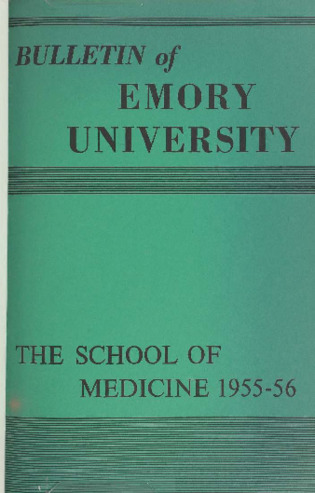 BULLETIN of
EMORY
UNIVERSITY
THE SCHOOL OF
MEDICINE 1955-56